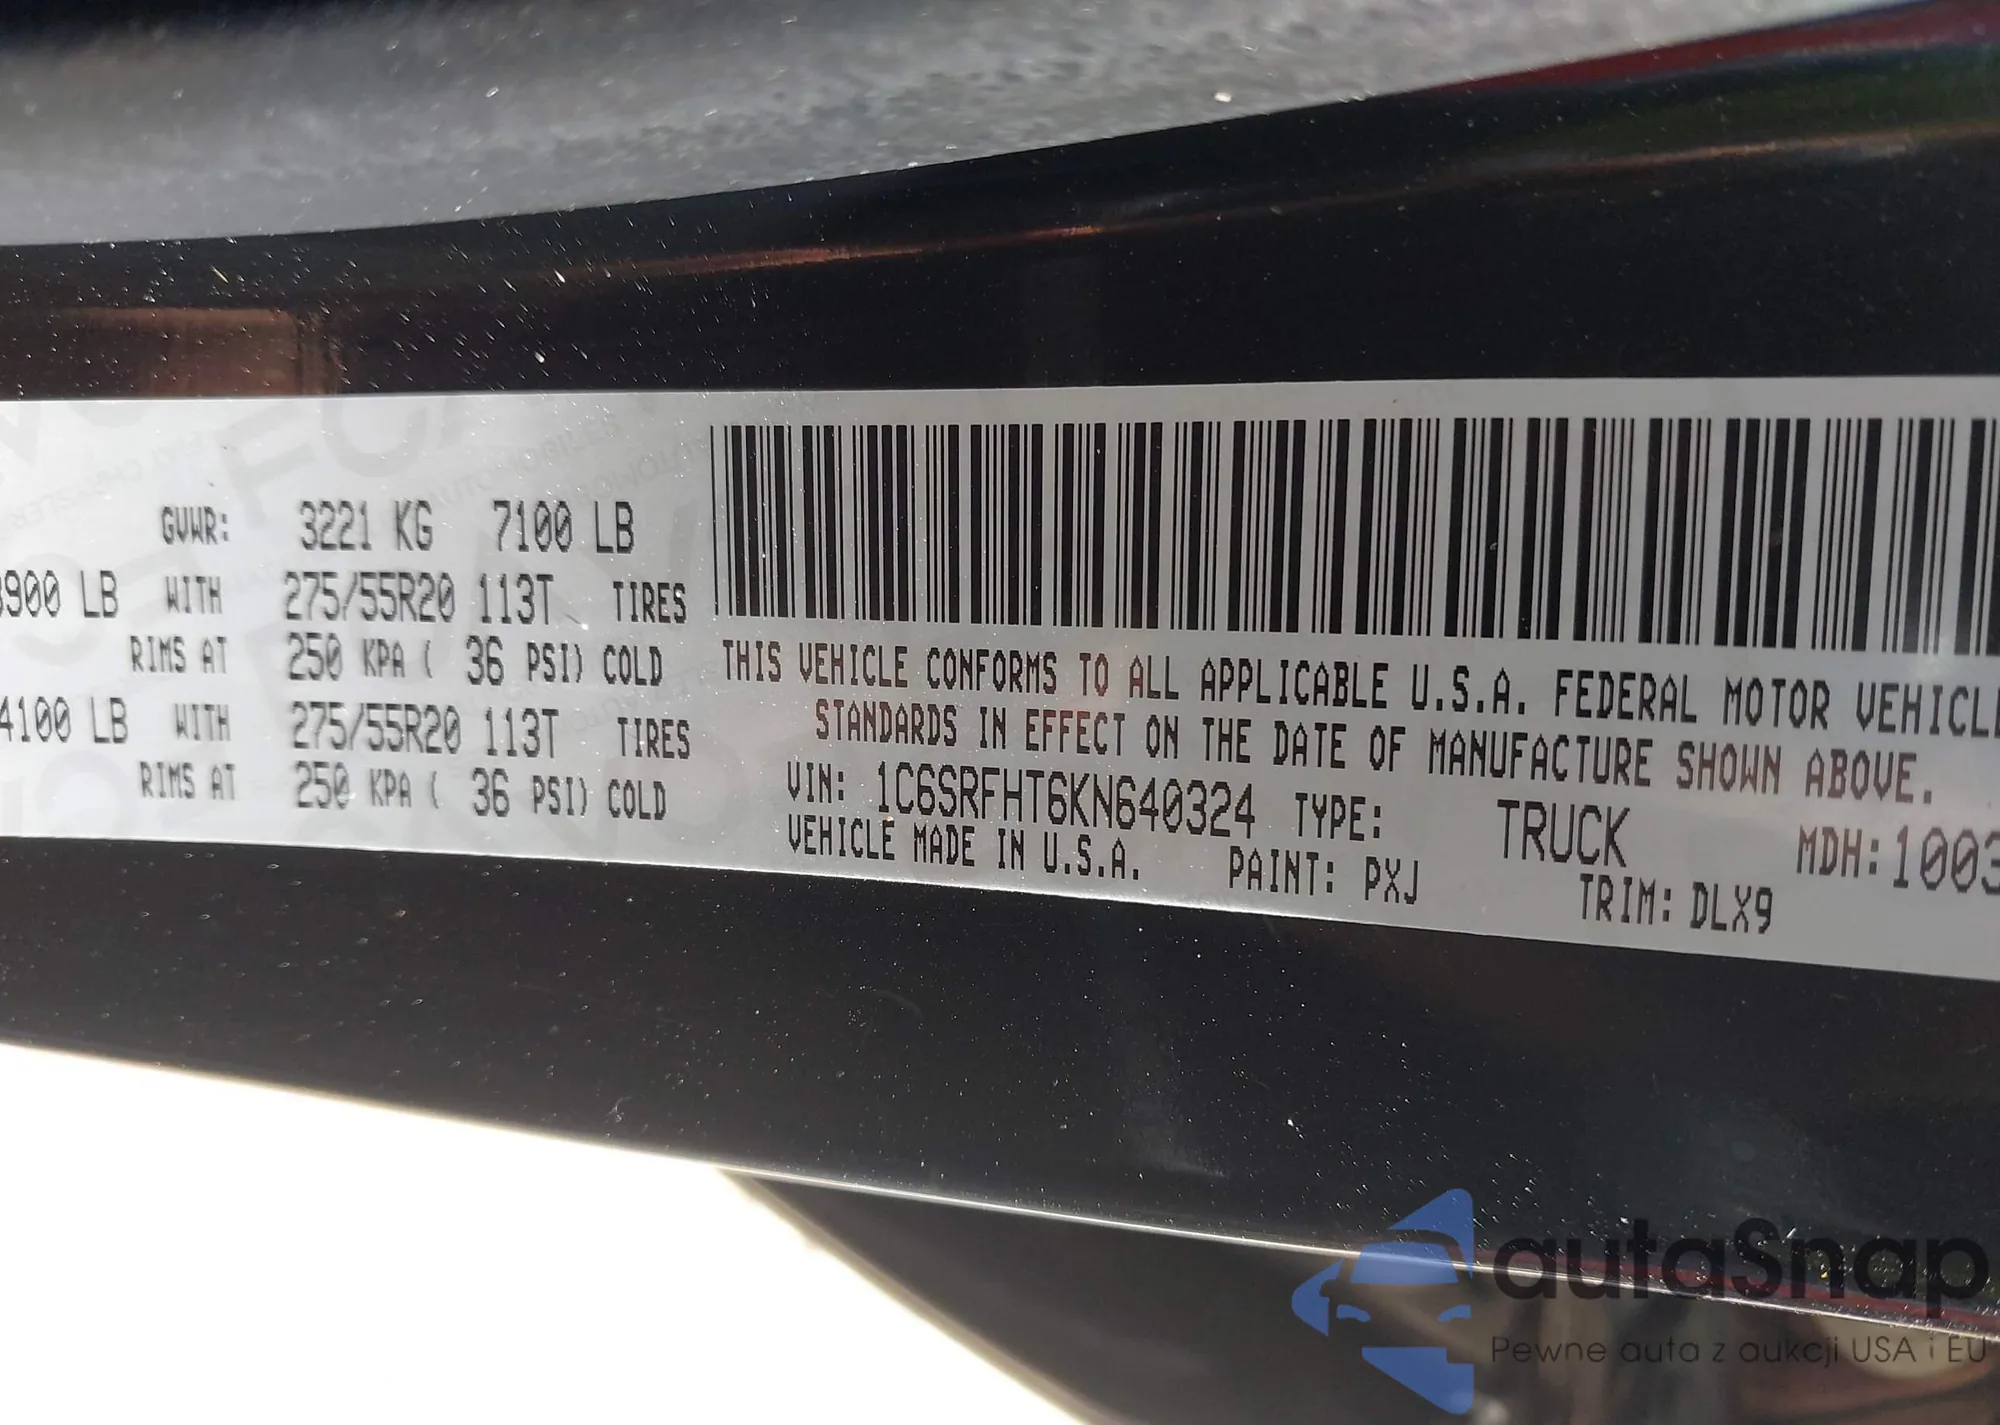 GVWR: 3221 KG 7100 LB
900 LB WITH 275/55R20 113T TIRES
RIMS AT 250 KPA ( 36 PSI) COLD
4100 LB WITH 275/55R20 113T TIRES
RIMS AT 250 KPA ( 36 PSI) COLD
THIS VEHICLE CONFORMS TO ALL APPLICABLE U.S.A. FEDERAL MOTOR VEHICL
STANDARDS IN EFFECT ON THE DATE OF MANUFACTURE SHOWN ABOVE.
VIN: 1C6SRFHT6KN640324 TYPE: TRUCK MDH:1003
VEHICLE MADE IN U.S.A. PAINT: PXJ TRIM: DLX9
autaSnap
Pewne auta z aukcji USA i EU